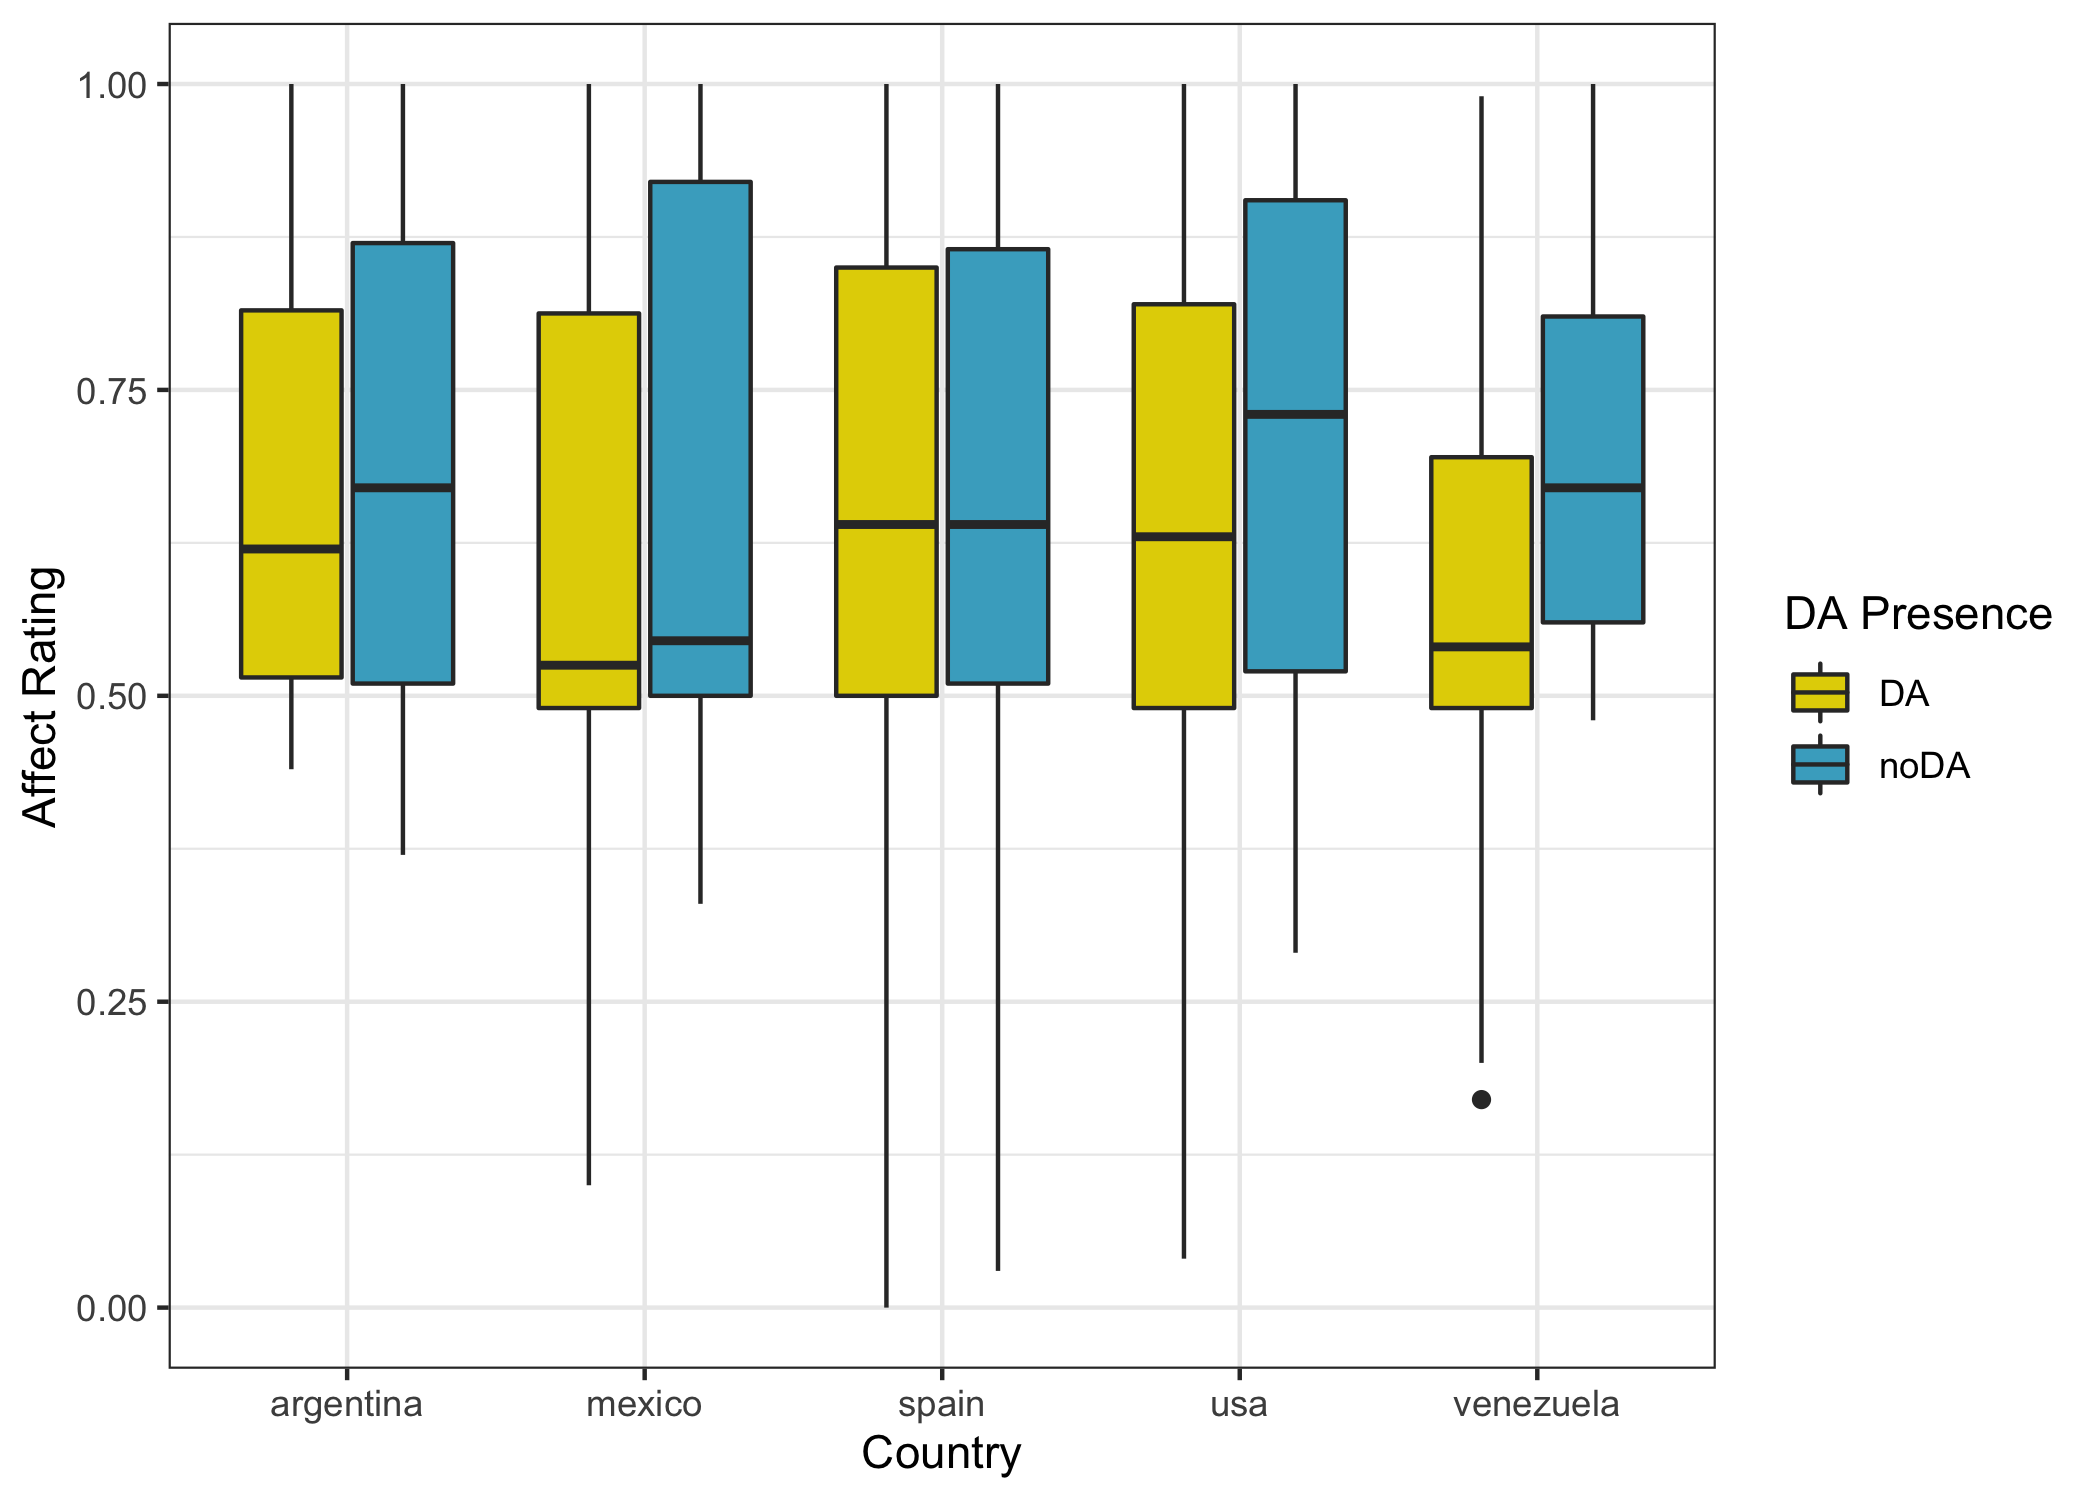 1.00
0.75
0.50
0.25
0.00
Affect Rating
argentina mexico spain usa venezuela
Country
DA Presence
DA
noDA